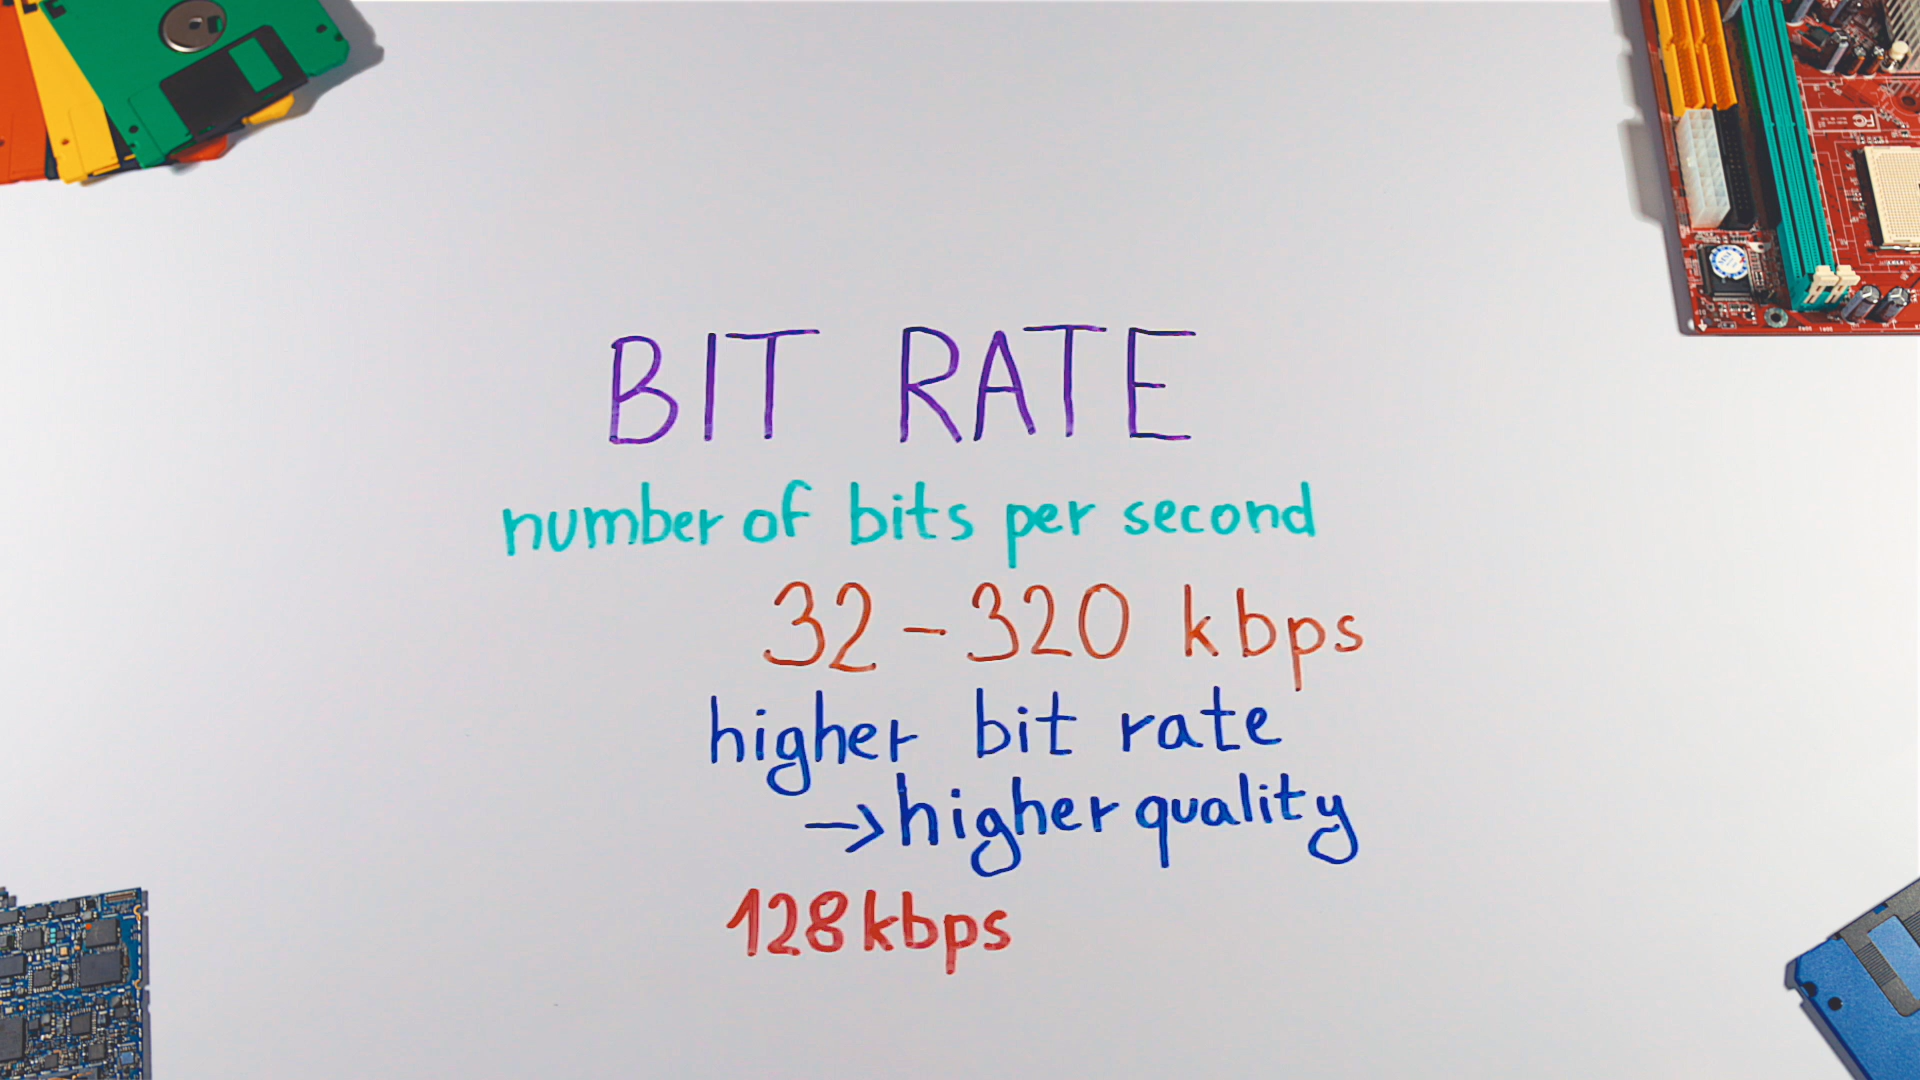 BIT RATE
number of bits per second
32-320 kbps
higher bit rate
→higher quality
128kbps